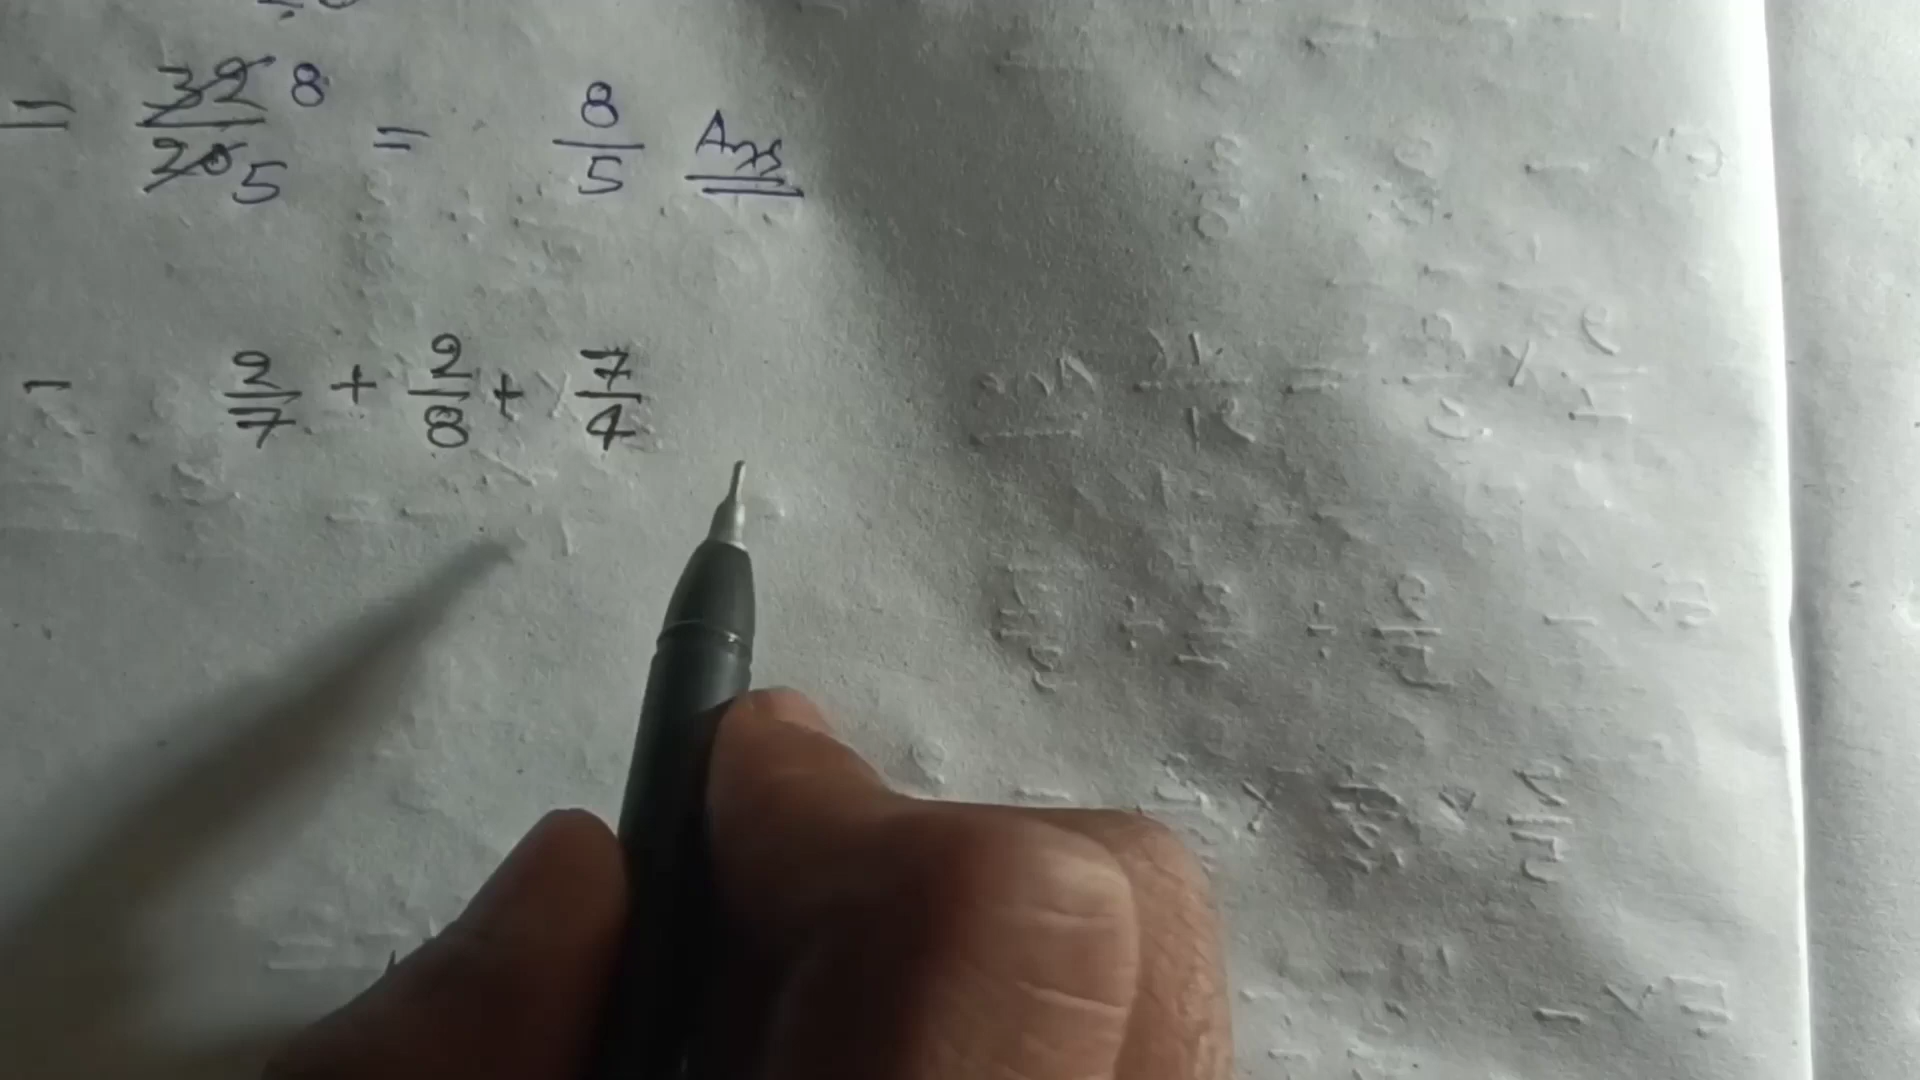 = 32/20 8/5 = 8/5 Ans
- 2/7 + 2/8 + 7/4